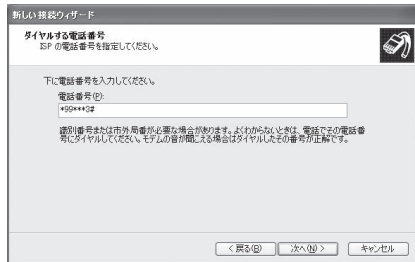 新しい接続ウィザード
ダイヤルする電話番号
ISP の電話番号を指定してください。
下に電話番号を入力してください。
電話番号(P):
*99***3#
識別番号または市外局番が必要な場合があります。よくわからないときは、電話でその電話番
号にダイヤルしてください。モデムの音が聞こえる場合はダイヤルしたその番号が正解です。
< 戻る(B) 次へ(N) > キャンセル